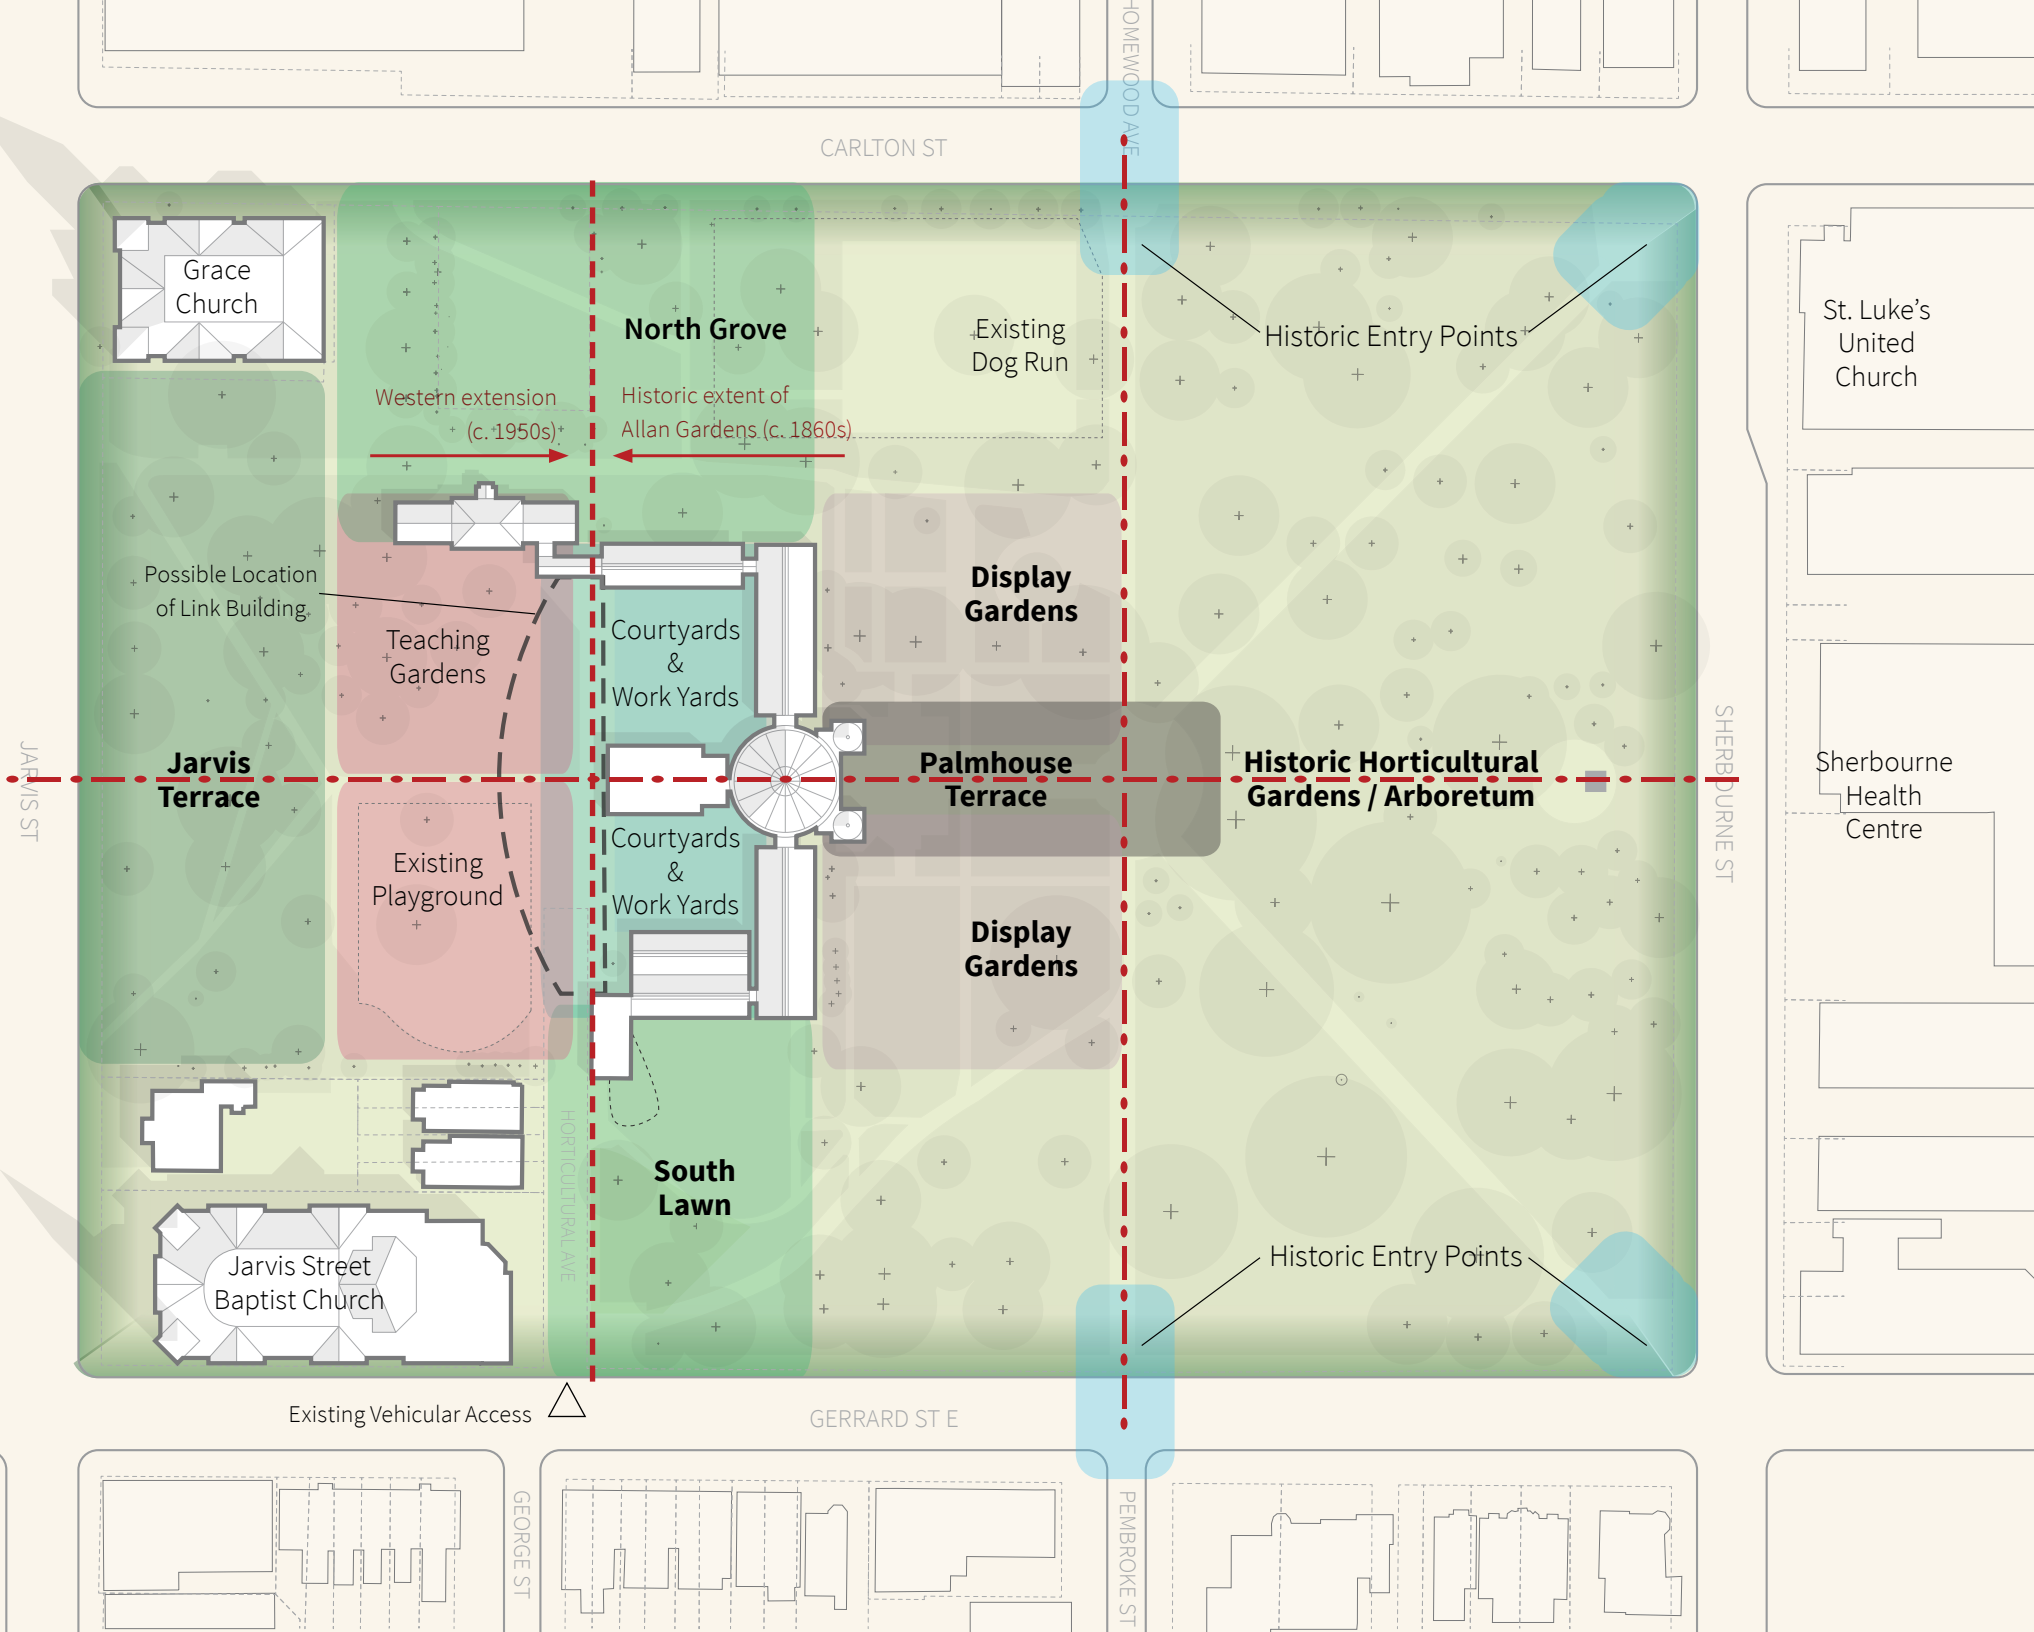 HOMEWOOD AVE
CARLTON ST
Grace
Church
North Grove
Existing
Dog Run
Historic Entry Points
St. Luke's
United
Church
Western extension
(c. 1950s)
Historic extent of
Allan Gardens (c. 1860s)
Possible Location
of Link Building
Teaching
Gardens
Courtyards
&
Work Yards
Display
Gardens
JARVIS ST
Jarvis
Terrace
Palmhouse
Terrace
Historic Horticultural
Gardens / Arboretum
SHERBOURNE ST
Sherbourne
Health
Centre
Existing
Playground
Courtyards
&
Work Yards
Display
Gardens
HORTICULTURAL AVE
South
Lawn
Jarvis Street
Baptist Church
Historic Entry Points
Existing Vehicular Access
GERRARD ST E
GEORGE ST
PEMBROKE ST